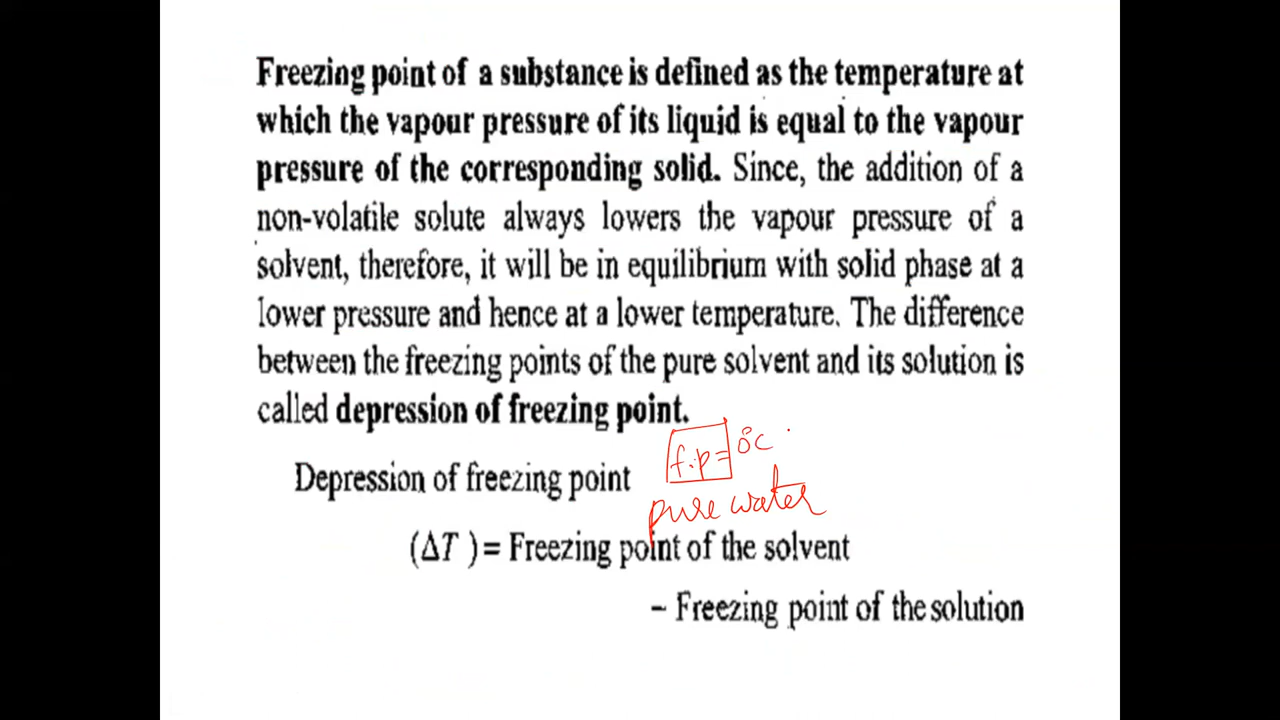 Freezing point of a substance is defined as the temperature at
which the vapour pressure of its liquid is equal to the vapour
pressure of the corresponding solid. Since, the addition of a
non-volatile solute always lowers the vapour pressure of a
solvent, therefore, it will be in equilibrium with solid phase at a
lower pressure and hence at a lower temperature. The difference
between the freezing points of the pure solvent and its solution is
called depression of freezing point.
f.p = 0°C
Depression of freezing point
pure water
(ΔT ) = Freezing point of the solvent
– Freezing point of the solution